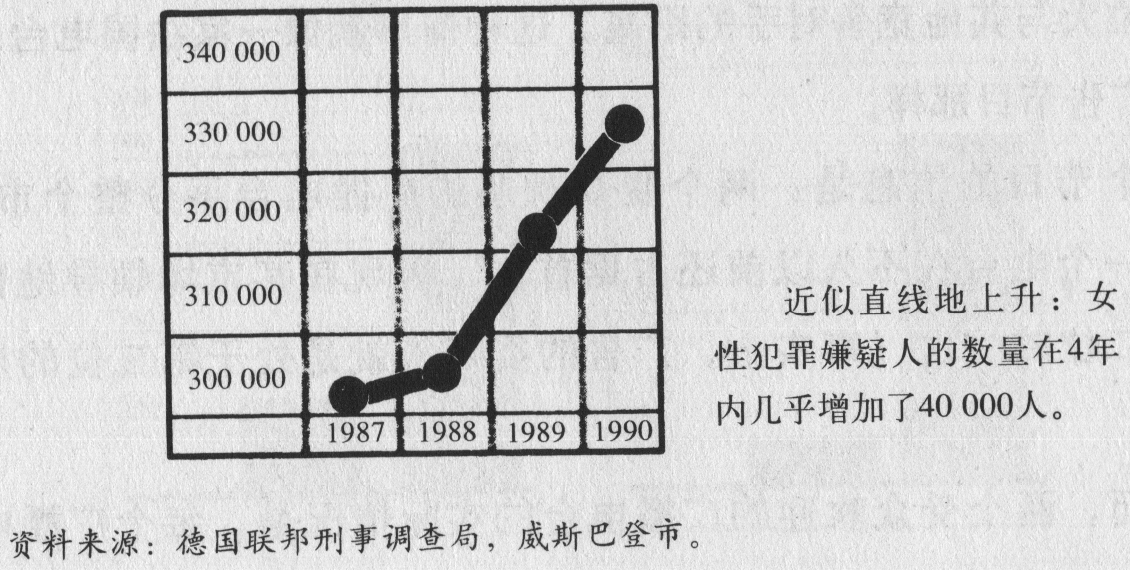 340 000
330 000
320 000
310 000
300 000
1987 1988 1989 1990
近似直线地上升：女
性犯罪嫌疑人的数量在4年
内几乎增加了40 000人。
资料来源：德国联邦刑事调查局，威斯巴登市。